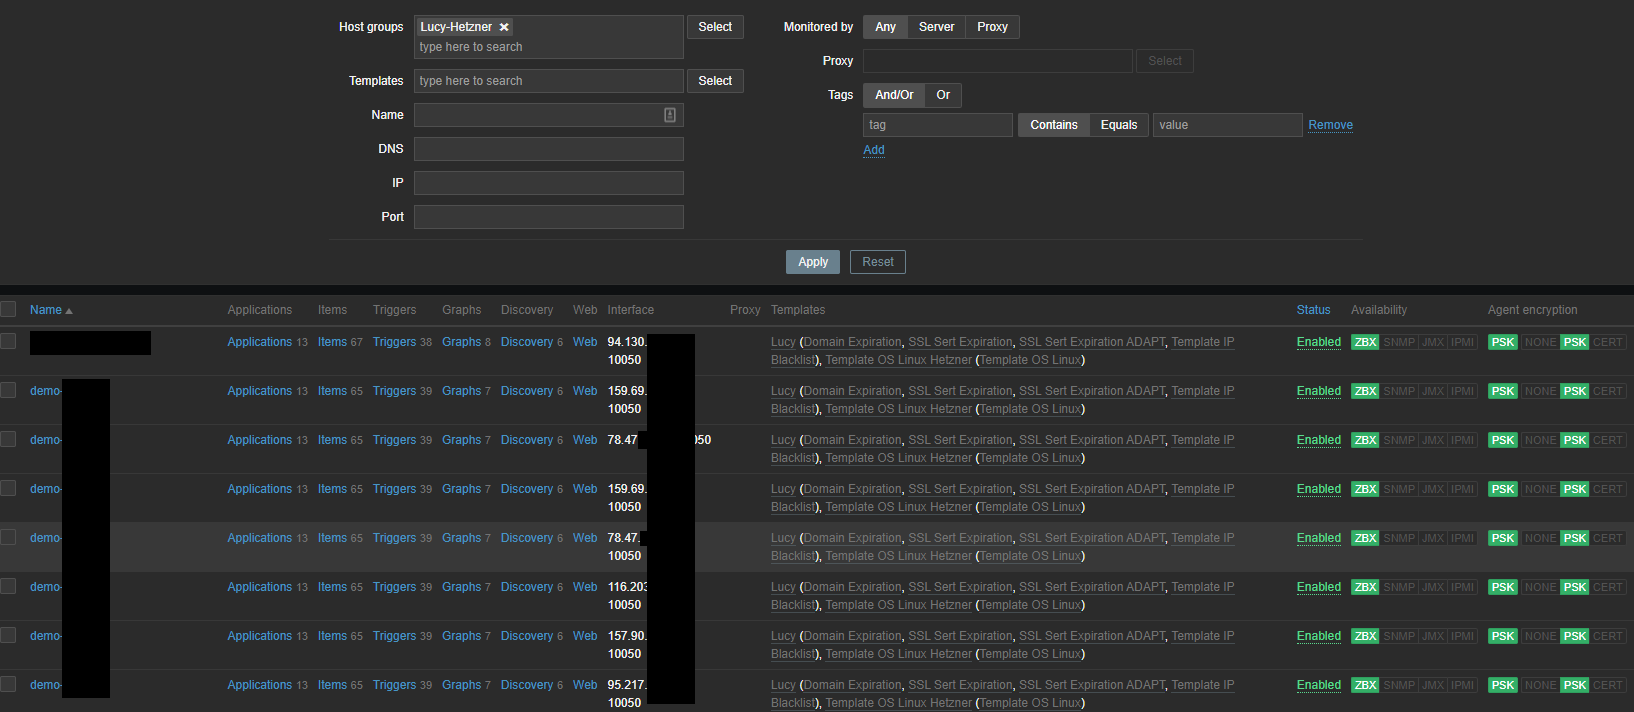 Host groups Lucy-Hetzner ✕ Select Monitored by Any Server Proxy
type here to search
Proxy Select
Templates type here to search Select
Tags And/Or Or
Name
tag Contains Equals value Remove
DNS
Add
IP
Port
Apply Reset
Name Applications Items Triggers Graphs Discovery Web Interface Proxy Templates Status Availability Agent encryption
Applications 13 Items 67 Triggers 38 Graphs 8 Discovery 6 Web 94.130. Lucy (Domain Expiration, SSL Sert Expiration, SSL Sert Expiration ADAPT, Template IP Enabled ZBX SNMP JMX IPMI PSK NONE PSK CERT
10050 Blacklist), Template OS Linux Hetzner (Template OS Linux)
demo- Applications 13 Items 65 Triggers 39 Graphs 7 Discovery 6 Web 159.69. Lucy (Domain Expiration, SSL Sert Expiration, SSL Sert Expiration ADAPT, Template IP Enabled ZBX SNMP JMX IPMI PSK NONE PSK CERT
10050 Blacklist), Template OS Linux Hetzner (Template OS Linux)
demo- Applications 13 Items 65 Triggers 39 Graphs 7 Discovery 6 Web 78.47 050 Lucy (Domain Expiration, SSL Sert Expiration, SSL Sert Expiration ADAPT, Template IP Enabled ZBX SNMP JMX IPMI PSK NONE PSK CERT
Blacklist), Template OS Linux Hetzner (Template OS Linux)
demo- Applications 13 Items 65 Triggers 39 Graphs 7 Discovery 6 Web 159.69. Lucy (Domain Expiration, SSL Sert Expiration, SSL Sert Expiration ADAPT, Template IP Enabled ZBX SNMP JMX IPMI PSK NONE PSK CERT
10050 Blacklist), Template OS Linux Hetzner (Template OS Linux)
demo- Applications 13 Items 65 Triggers 39 Graphs 7 Discovery 6 Web 78.47. Lucy (Domain Expiration, SSL Sert Expiration, SSL Sert Expiration ADAPT, Template IP Enabled ZBX SNMP JMX IPMI PSK NONE PSK CERT
10050 Blacklist), Template OS Linux Hetzner (Template OS Linux)
demo- Applications 13 Items 65 Triggers 39 Graphs 7 Discovery 6 Web 116.203 Lucy (Domain Expiration, SSL Sert Expiration, SSL Sert Expiration ADAPT, Template IP Enabled ZBX SNMP JMX IPMI PSK NONE PSK CERT
10050 Blacklist), Template OS Linux Hetzner (Template OS Linux)
demo- Applications 13 Items 65 Triggers 39 Graphs 7 Discovery 6 Web 157.90. Lucy (Domain Expiration, SSL Sert Expiration, SSL Sert Expiration ADAPT, Template IP Enabled ZBX SNMP JMX IPMI PSK NONE PSK CERT
10050 Blacklist), Template OS Linux Hetzner (Template OS Linux)
demo- Applications 13 Items 65 Triggers 39 Graphs 7 Discovery 6 Web 95.217. Lucy (Domain Expiration, SSL Sert Expiration, SSL Sert Expiration ADAPT, Template IP Enabled ZBX SNMP JMX IPMI PSK NONE PSK CERT
10050 Blacklist), Template OS Linux Hetzner (Template OS Linux)